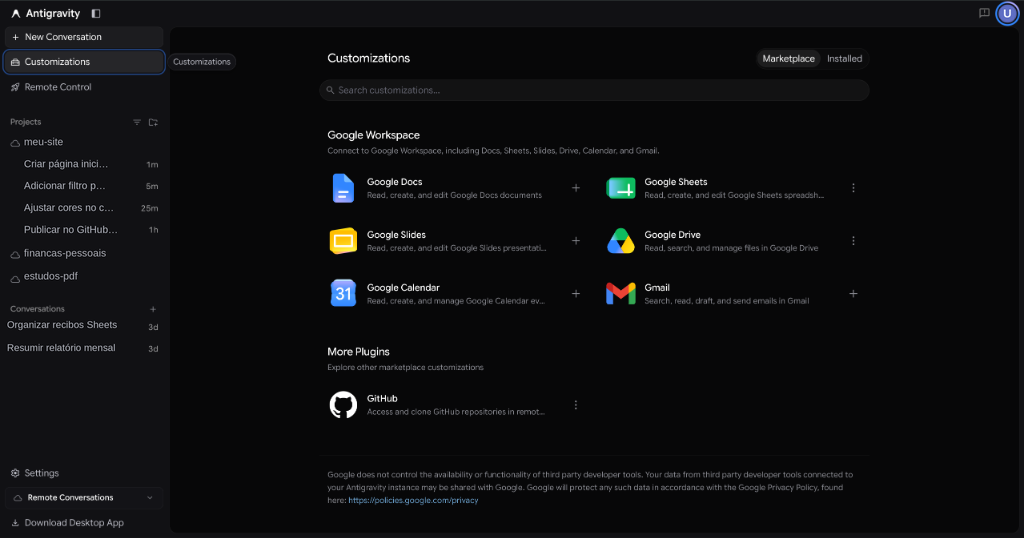 Antigravity
U
New Conversation
Customizations
Customizations
Remote Control
Projects
meu-site
Criar página inici... 1m
Adicionar filtro p... 5m
Ajustar cores no c... 25m
Publicar no GitHub... 1h
financas-pessoais
estudos-pdf
Conversations
Organizar recibos Sheets 3d
Resumir relatório mensal 3d
Settings
Remote Conversations
Download Desktop App
Customizations
Marketplace Installed
Search customizations...
Google Workspace
Connect to Google Workspace, including Docs, Sheets, Slides, Drive, Calendar, and Gmail.
Google Docs
Read, create, and edit Google Docs documents
Google Sheets
Read, create, and edit Google Sheets spreadsh...
Google Slides
Read, create, and edit Google Slides presentati...
Google Drive
Read, search, and manage files in Google Drive
31
Google Calendar
Read, create, and manage Google Calendar ev...
Gmail
Search, read, draft, and send emails in Gmail
More Plugins
Explore other marketplace customizations
GitHub
Access and clone GitHub repositories in remot...
Google does not control the availability or functionality of third party developer tools. Your data from third party developer tools connected to
your Antigravity instance may be shared with Google. Google will protect any such data in accordance with the Google Privacy Policy, found
here: https://policies.google.com/privacy